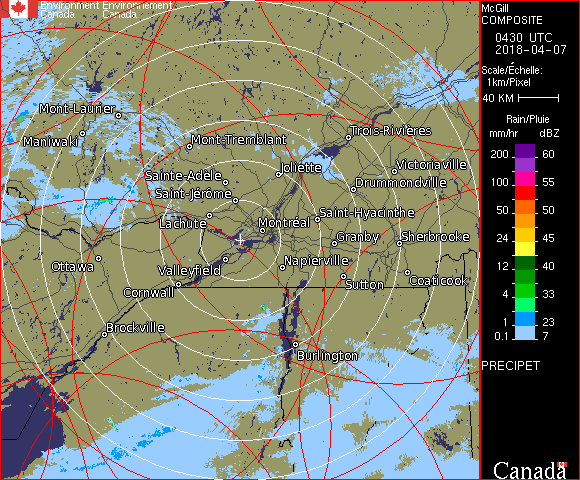 Environment Environnement
Canada Canada
McGill
COMPOSITE
0430 UTC
2018-04-07
Scale/Échelle:
1km/Pixel
40 KM
Rain/Pluie
mm/hr dBZ
200 60
100 55
50 50
24 45
12 40
4 33
1 23
0.1 7
PRECIPET
Canada
Mont-Laurier
Maniwaki
Mont-Tremblant
Trois-Rivières
Sainte-Adèle
Joliette
Victoriaville
Saint-Jérôme
Drummondville
Lachute
Montréal
Saint-Hyacinthe
Granby
Sherbrooke
Ottawa
Valleyfield
Napierville
Cornwall
Sutton
Coaticook
Brockville
Burlington